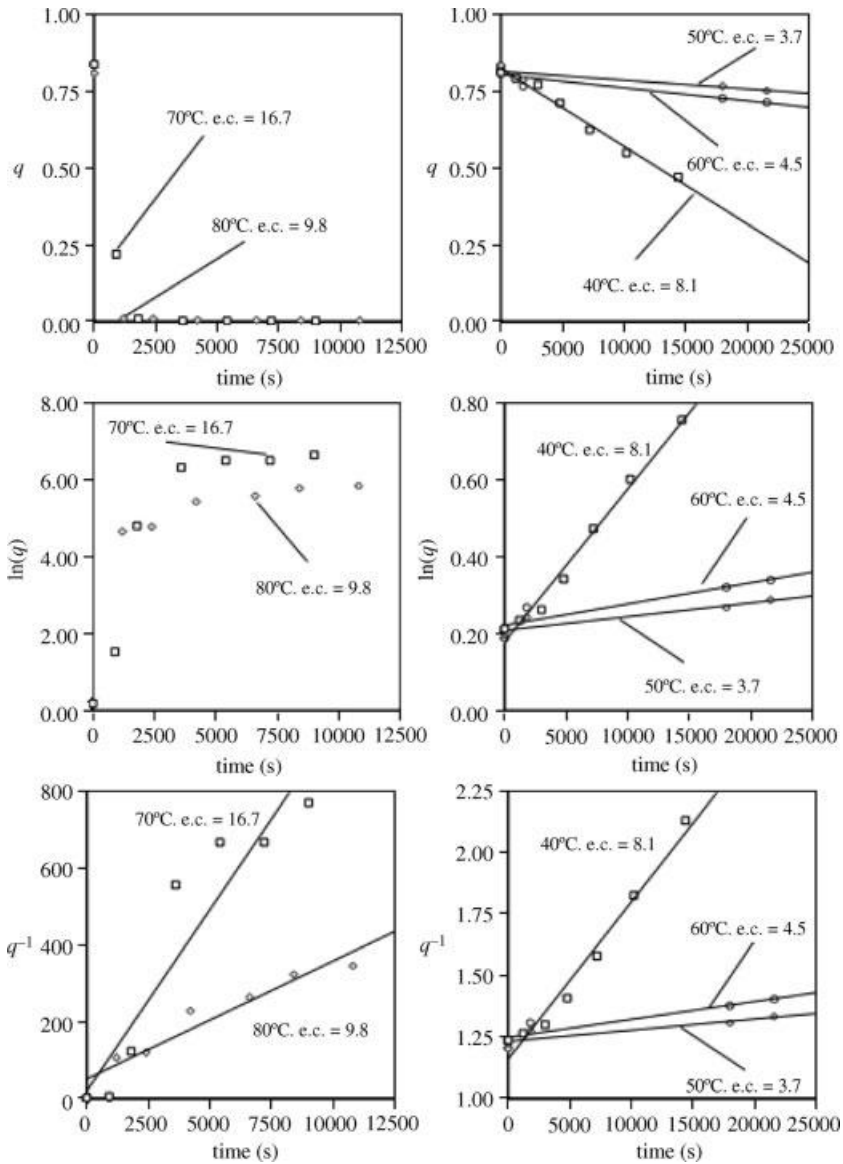 1.00
0.75
0.50
0.25
0.00
q
70ºC. e.c. = 16.7
80ºC. e.c. = 9.8
0 2500 5000 7500 10000 12500
time (s)
1.00
0.75
0.50
0.25
0.00
q
50ºC. e.c. = 3.7
60ºC. e.c. = 4.5
40ºC. e.c. = 8.1
0 5000 10000 15000 20000 25000
time (s)
8.00
6.00
4.00
2.00
0.00
ln(q)
70ºC. e.c. = 16.7
80ºC. e.c. = 9.8
0 2500 5000 7500 10000 12500
time (s)
0.80
0.60
0.40
0.20
0.00
ln(q)
40ºC. e.c. = 8.1
60ºC. e.c. = 4.5
50ºC. e.c. = 3.7
0 5000 10000 15000 20000 25000
time (s)
800
600
400
200
0
q⁻¹
70ºC. e.c. = 16.7
80ºC. e.c. = 9.8
0 2500 5000 7500 10000 12500
time (s)
2.25
2.00
1.75
1.50
1.25
1.00
q⁻¹
40ºC. e.c. = 8.1
60ºC. e.c. = 4.5
50ºC. e.c. = 3.7
0 5000 10000 15000 20000 25000
time (s)